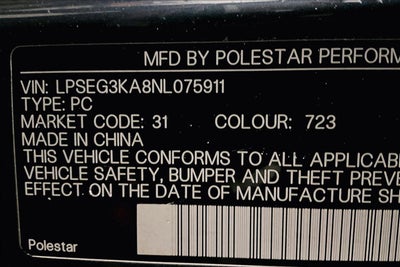 MFD BY POLESTAR PERFORM
VIN: LPSEG3KA8NL075911
TYPE: PC
MARKET CODE: 31 COLOUR: 723
MADE IN CHINA
THIS VEHICLE CONFORMS TO ALL APPLICAB
VEHICLE SAFETY, BUMPER AND THEFT PREVE
EFFECT ON THE DATE OF MANUFACTURE SH
Polestar